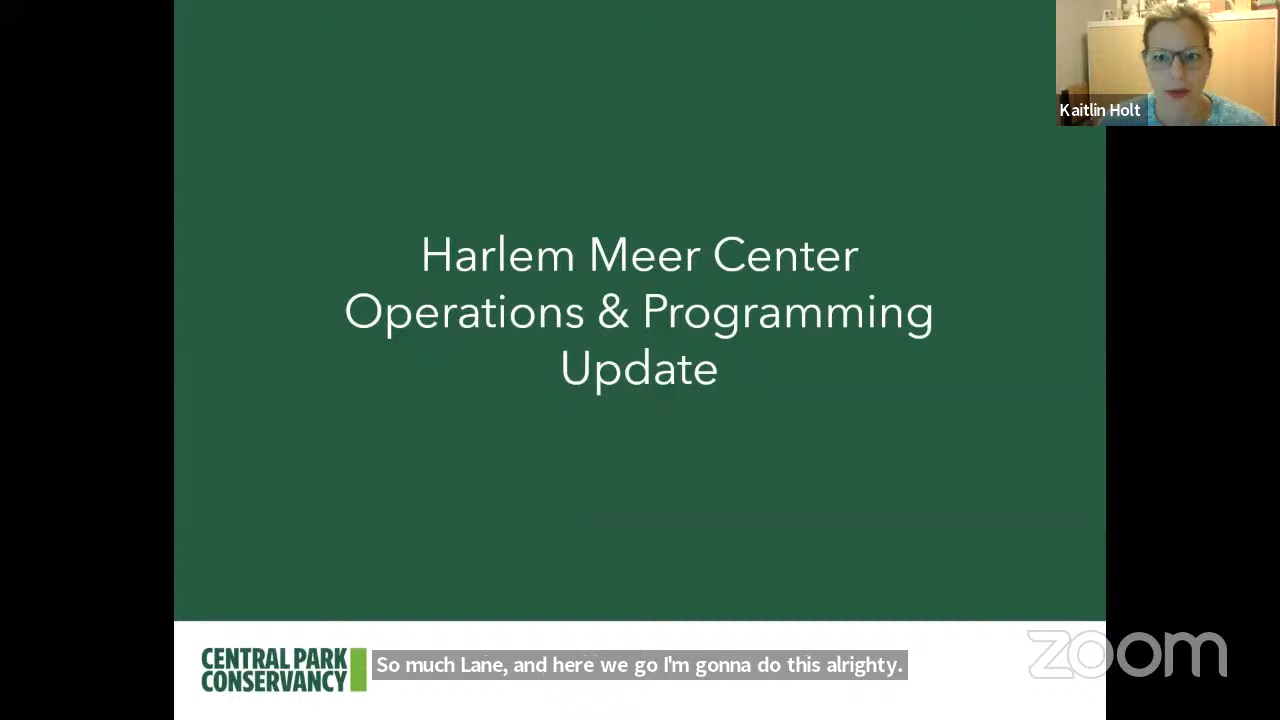 Kaitlin Holt
Harlem Meer Center
Operations & Programming
Update
CENTRAL PARK
CONSERVANCY
So much Lane, and here we go I'm gonna do this alrighty.
zoom